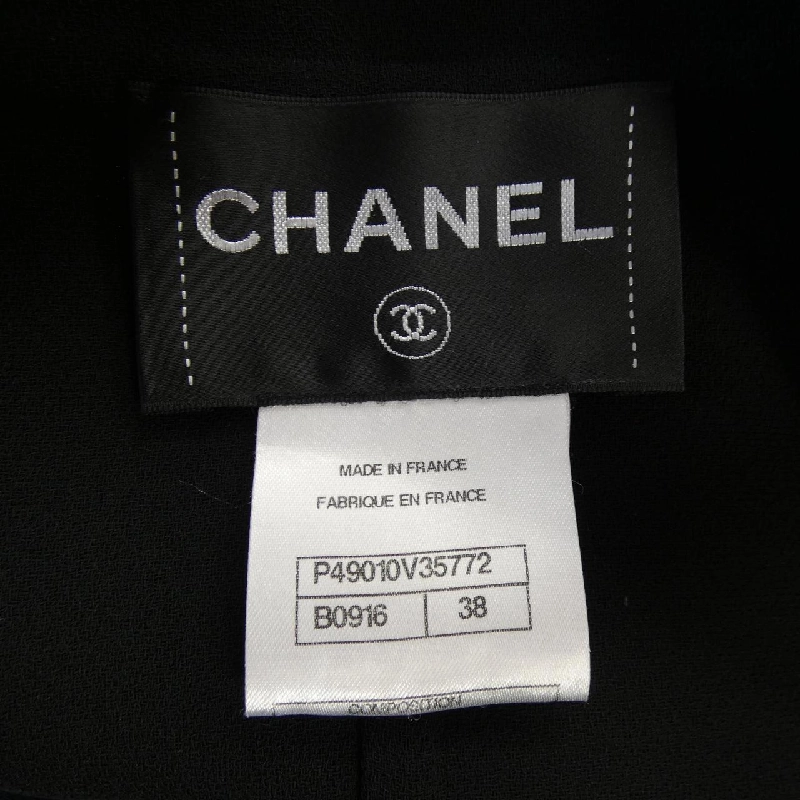 CHANEL
MADE IN FRANCE
FABRIQUE EN FRANCE
P49010V35772
B0916 38
COMPOSITION